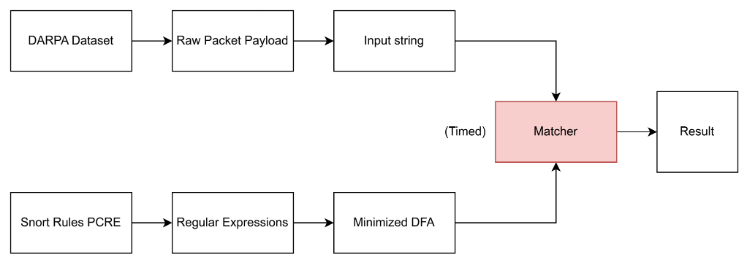 DARPA Dataset
Raw Packet Payload
Input string
(Timed)
Matcher
Result
Snort Rules PCRE
Regular Expressions
Minimized DFA